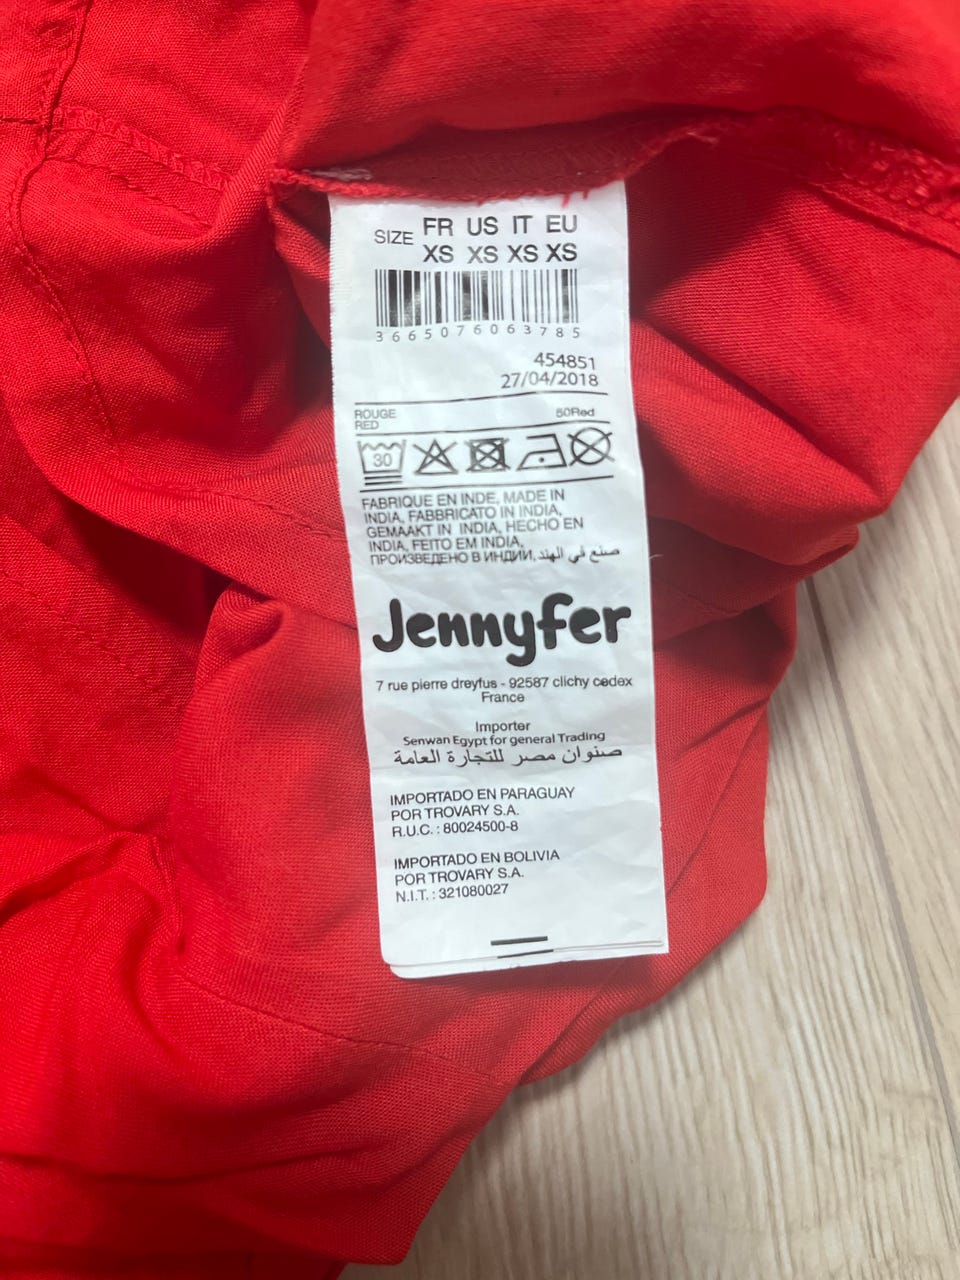 SIZE FR US IT EU
XS XS XS XS
3665076063785
454851
27/04/2018
ROUGE 50Red
RED
30
FABRIQUE EN INDE, MADE IN
INDIA, FABBRICATO IN INDIA,
GEMAAKT IN INDIA, HECHO EN
INDIA, FEITO EM INDIA,
ПРОИЗВЕДЕНО В ИНДИИ, صنع في الهند
Jennyfer
7 rue pierre dreyfus - 92587 clichy cedex
France
Importer
Senwan Egypt for general Trading
صنوان مصر للتجارة العامة
IMPORTADO EN PARAGUAY
POR TROVARY S.A.
R.U.C. : 80024500-8
IMPORTADO EN BOLIVIA
POR TROVARY S.A.
N.I.T. : 321080027